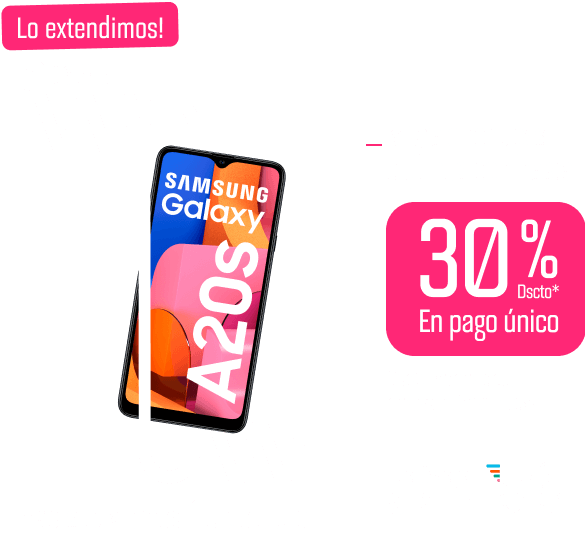 Lo extendimos!
SAMSUNG
Galaxy
A20s
30%
Dscto*
En pago único